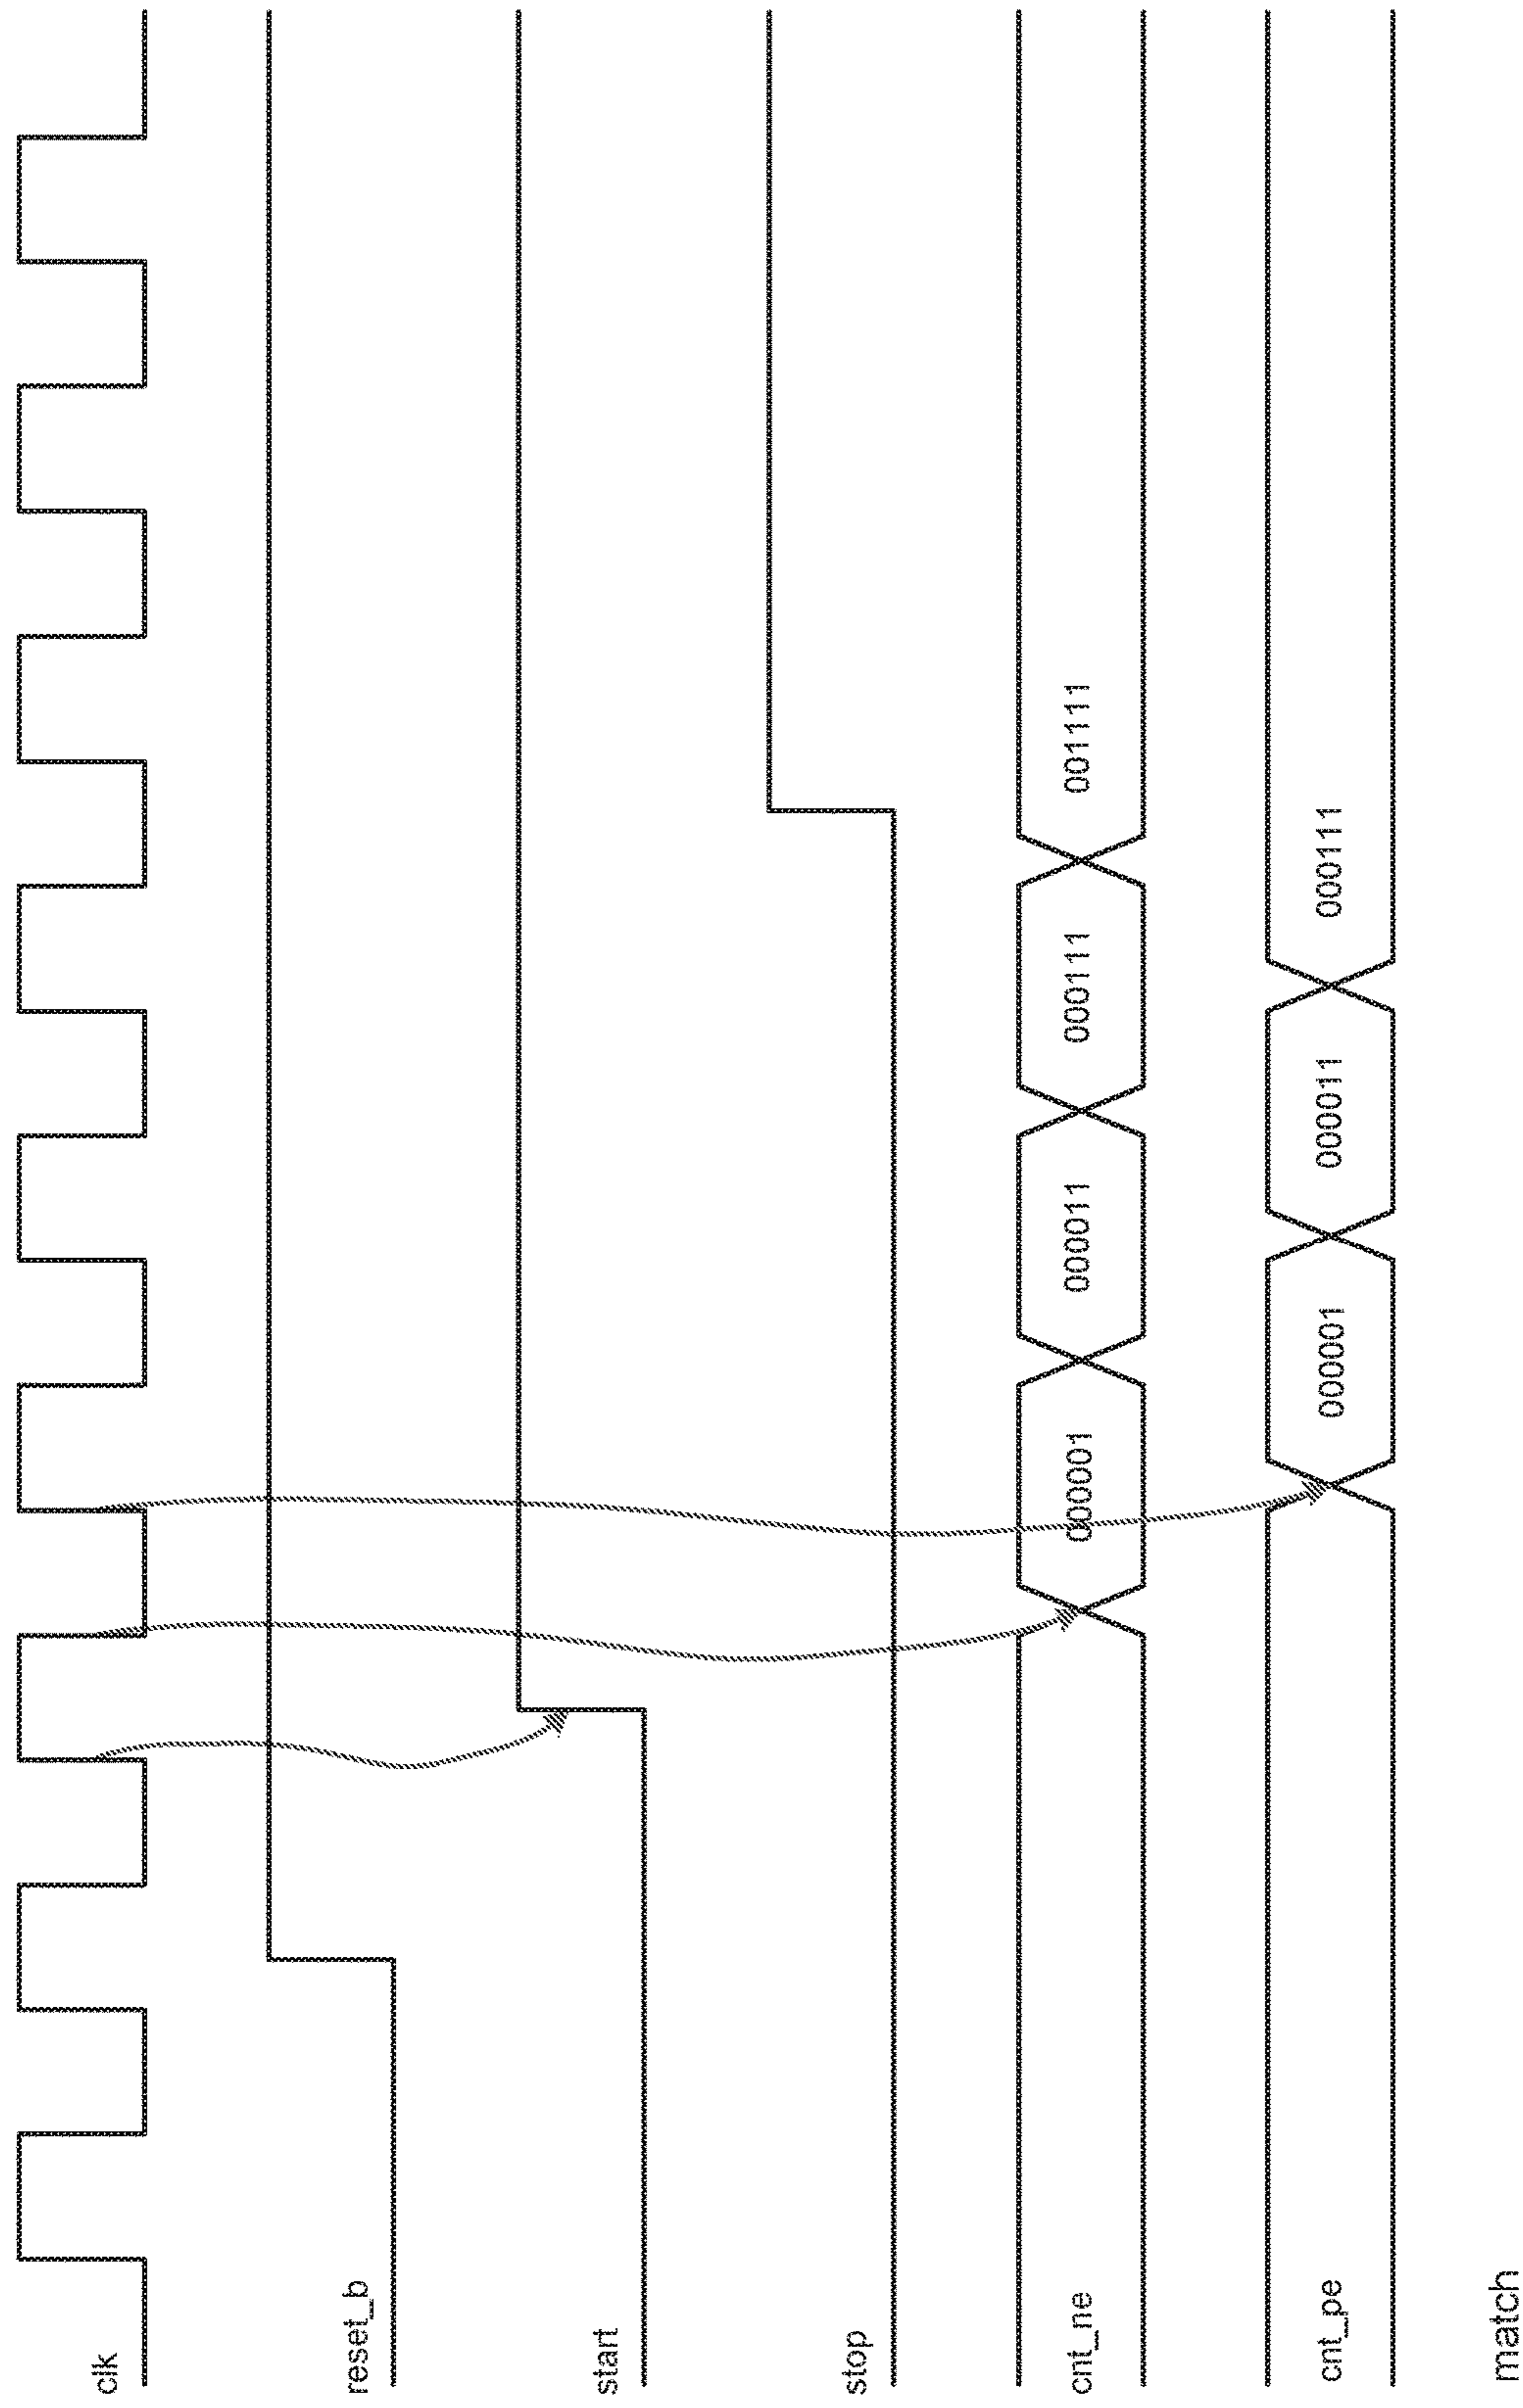 clk
reset_b
start
stop
cnt_ne
000001
000011
000111
001111
cnt_pe
000001
000011
000111
match